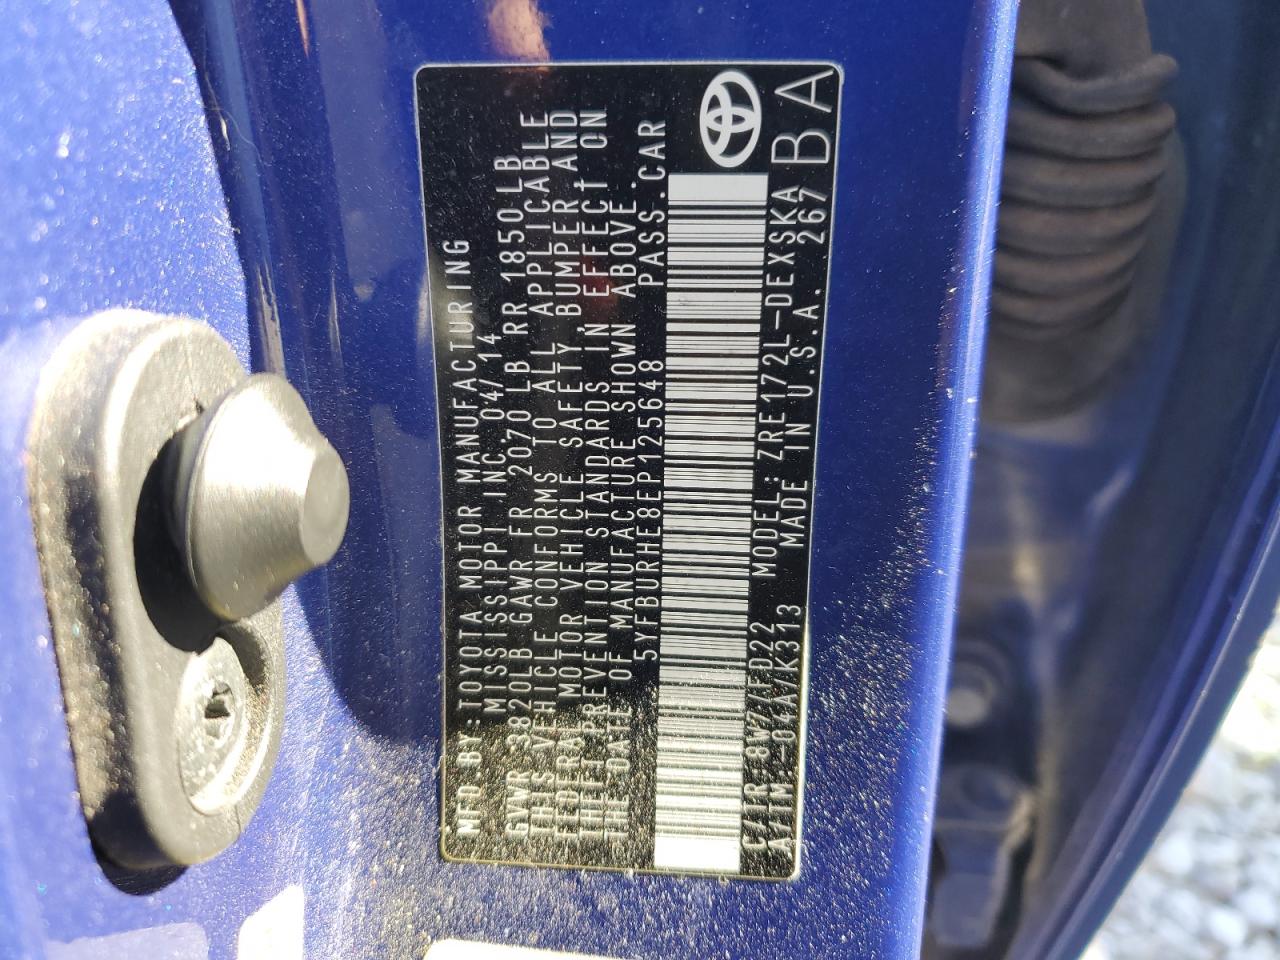 MFD.BY:TOYOTA MOTOR MANUFACTURING
MISSISSIPPI INC.04/14
GVWR 3820LB GAWR FR 2070 LB RR 1850LB
THIS VEHICLE CONFORMS TO ALL APPLICABLE
FEDERAL MOTOR VEHICLE SAFETY, BUMPER,AND
THEFT PREVENTION STANDARDS IN EFFECT ON
THE DATE OF MANUFACTURE SHOWN ABOVE.
5YFBURHE8EP125648 PASS.CAR
C/TR:8W7/FD22 MODEL:ZRE172L-DEXSKA
A/TM:-04A/K313 MADE IN U.S.A. 267
BA